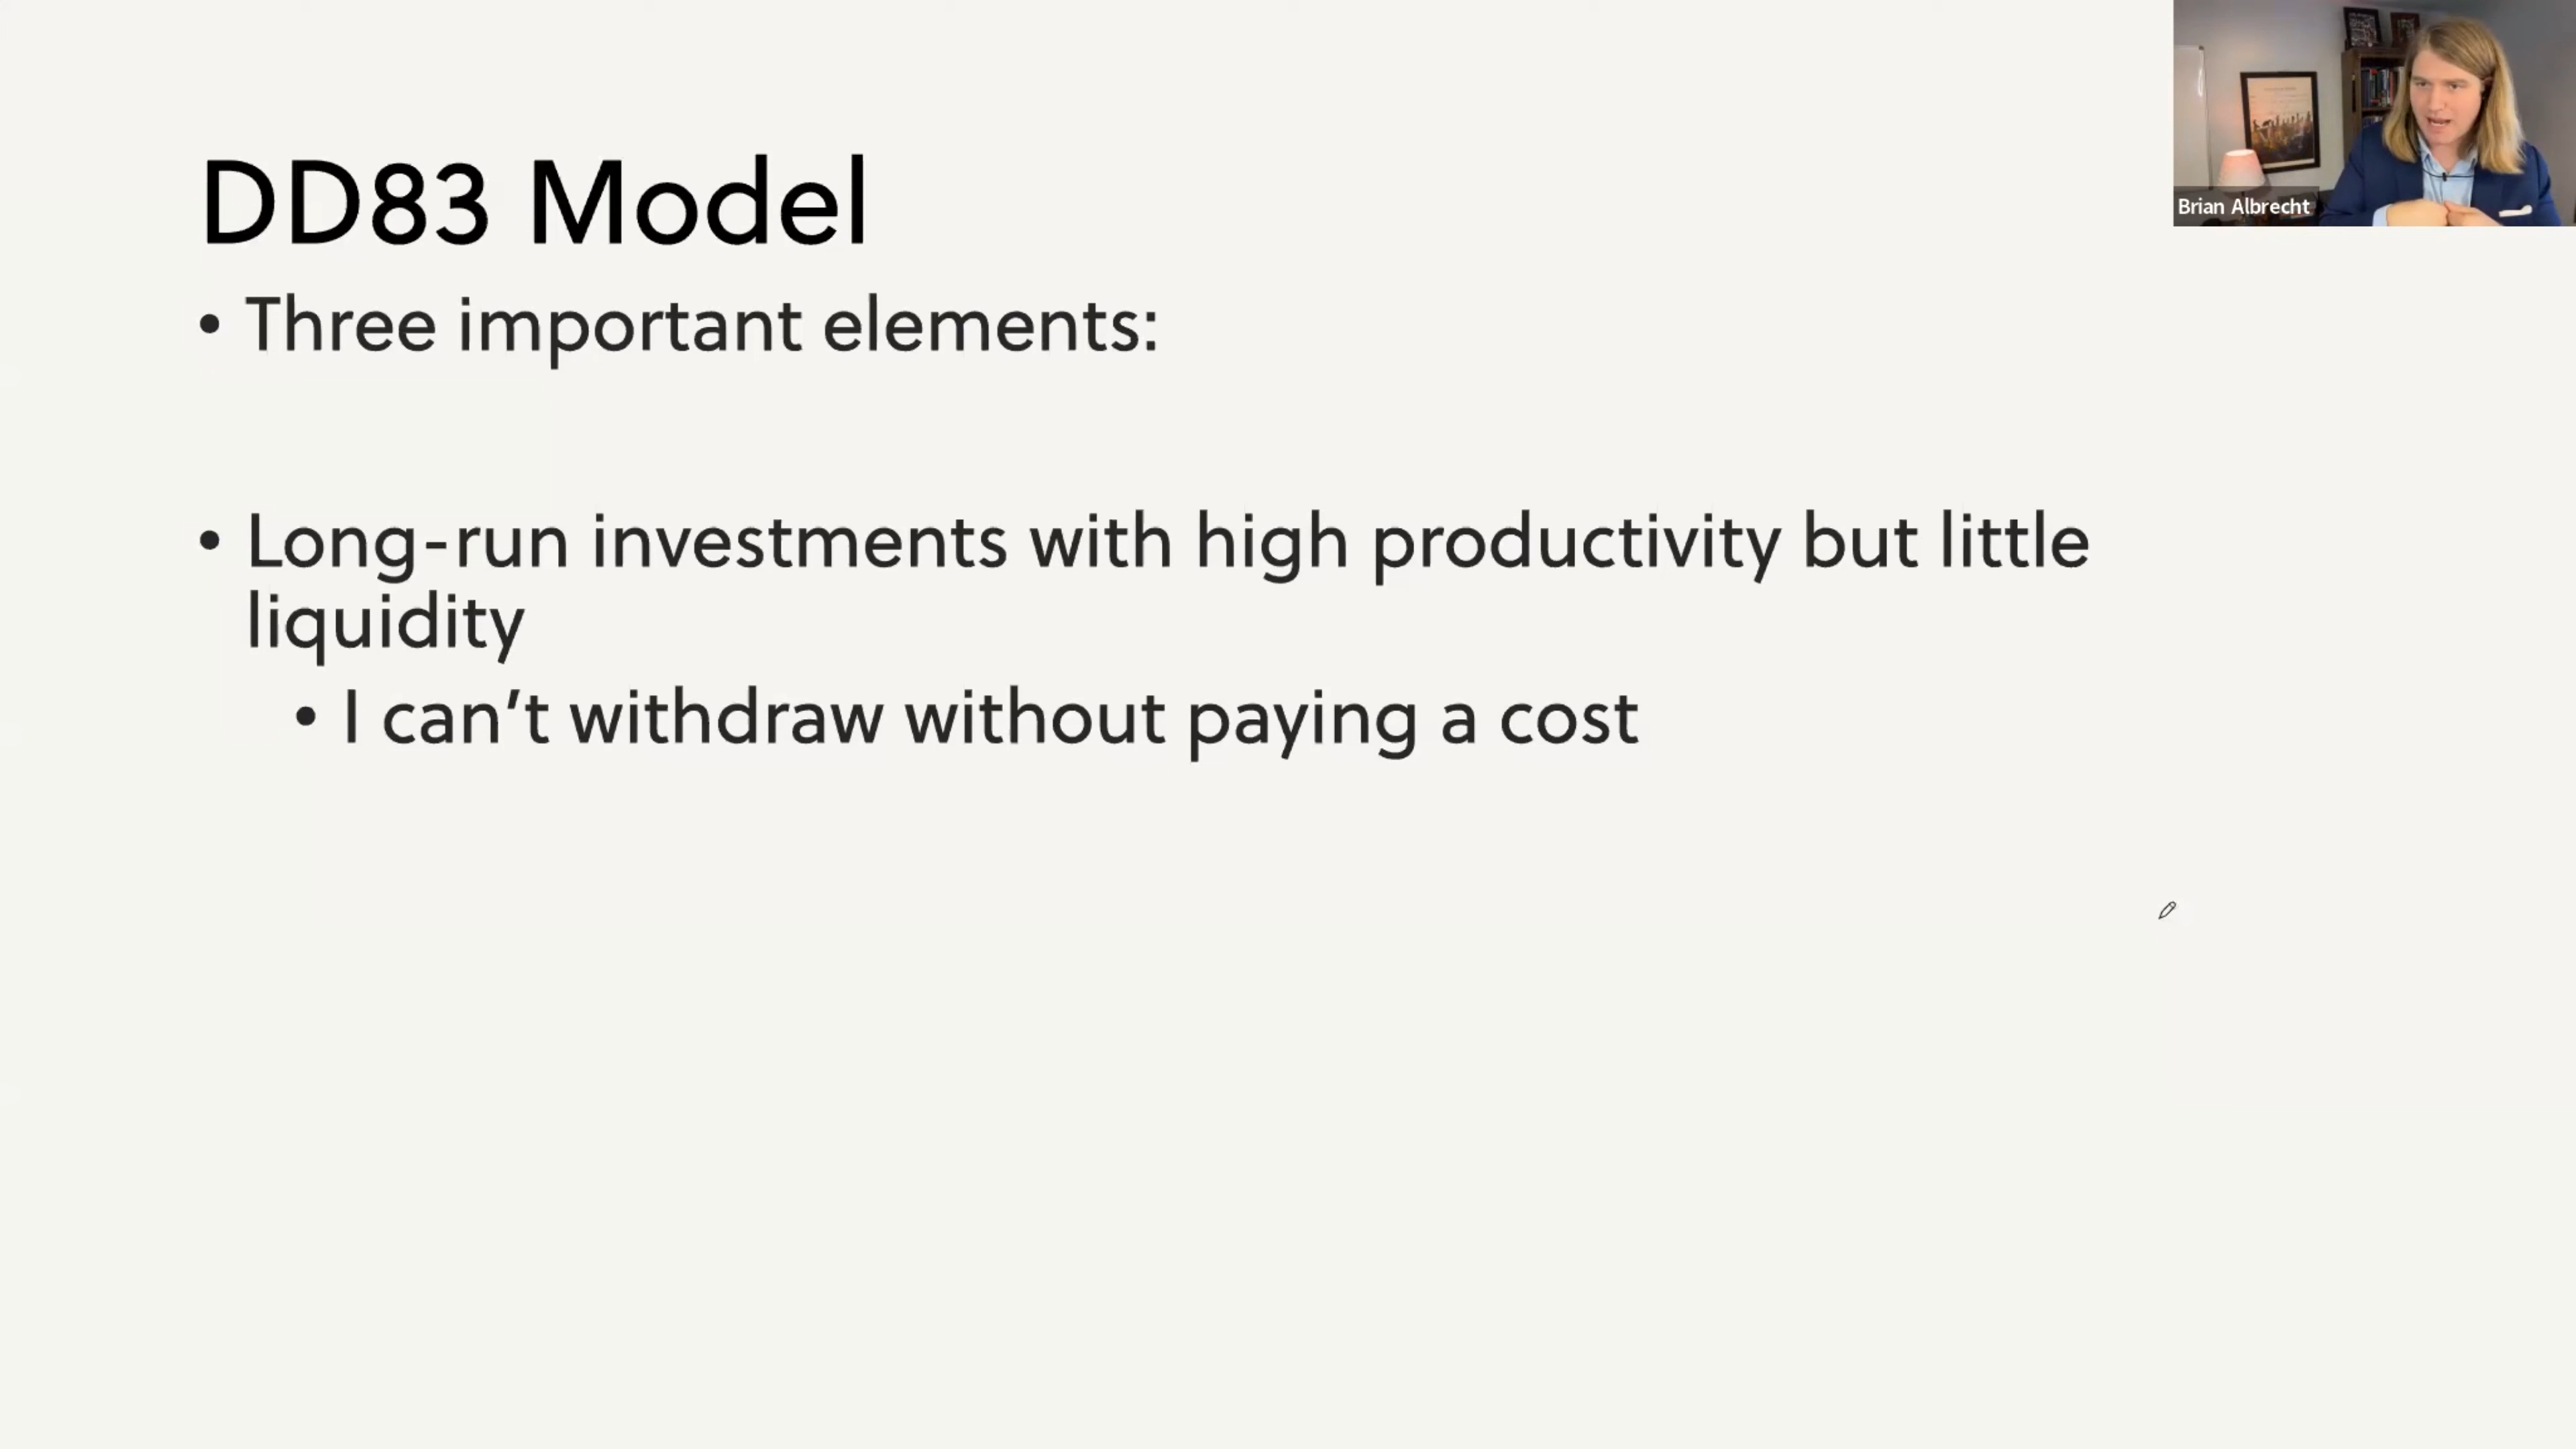 DD83 Model
• Three important elements:
• Long-run investments with high productivity but little
liquidity
• I can’t withdraw without paying a cost
Brian Albrecht